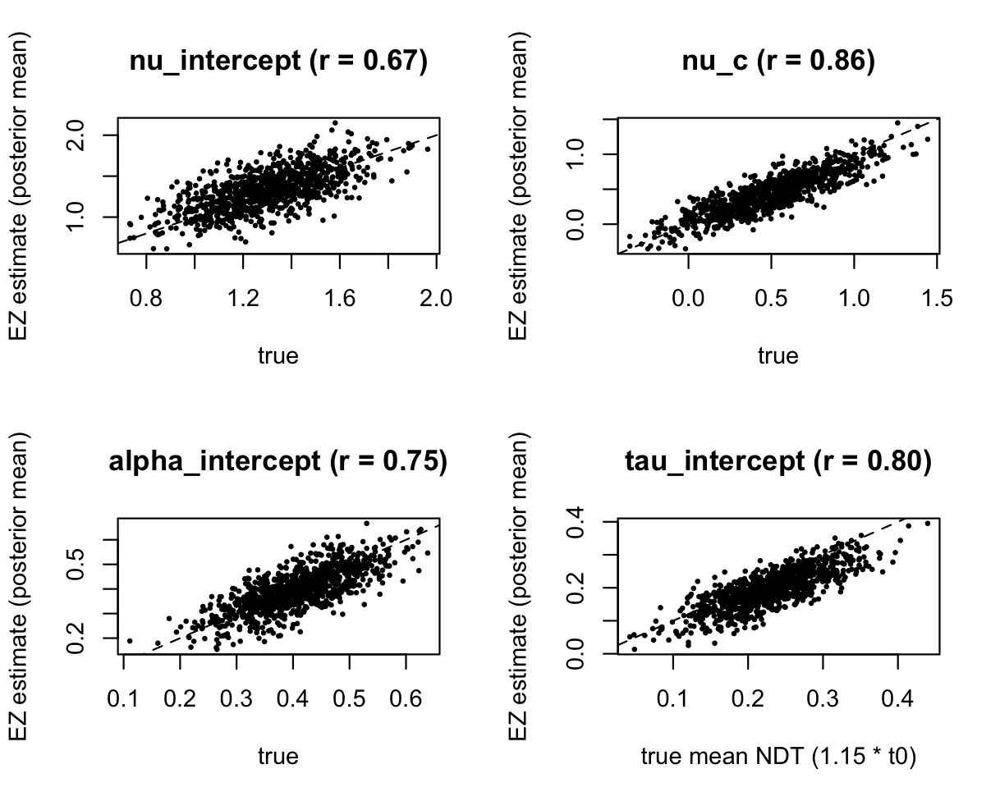 nu_intercept (r = 0.67)
EZ estimate (posterior mean)
2.0
1.0
0.8 1.2 1.6 2.0
true
nu_c (r = 0.86)
EZ estimate (posterior mean)
1.0
0.0
0.0 0.5 1.0 1.5
true
alpha_intercept (r = 0.75)
EZ estimate (posterior mean)
0.5
0.2
0.1 0.2 0.3 0.4 0.5 0.6
true
tau_intercept (r = 0.80)
EZ estimate (posterior mean)
0.4
0.2
0.0
0.1 0.2 0.3 0.4
true mean NDT (1.15 * t0)